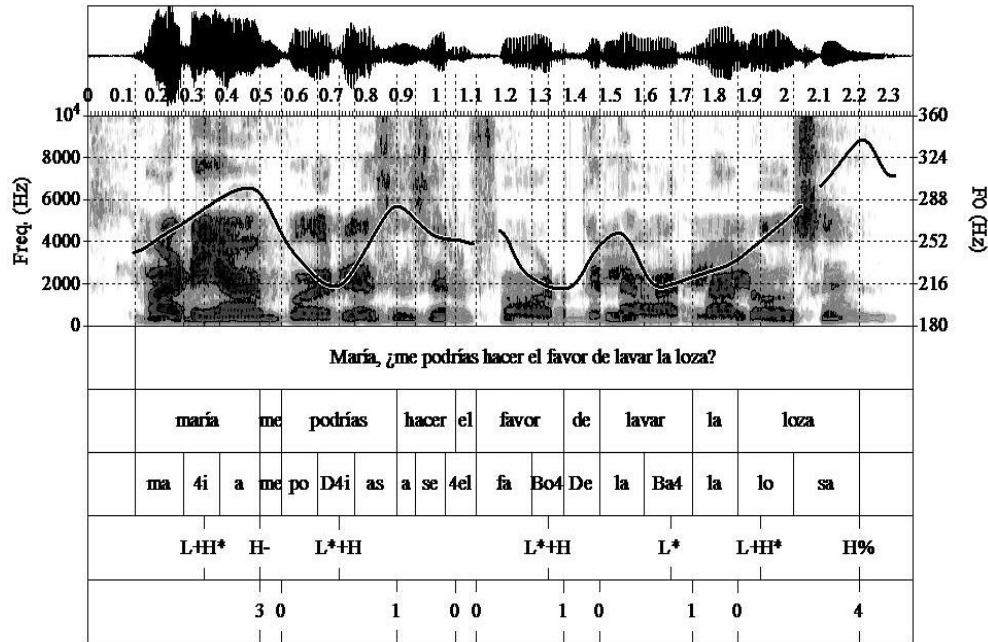 0 0.1 0.2 0.3 0.4 0.5 0.6 0.7 0.8 0.9 1 1.1 1.2 1.3 1.4 1.5 1.6 1.7 1.8 1.9 2 2.1 2.2 2.3
10⁴ 360
8000 324
6000 288
4000 252
2000 216
0 180
Freq. (Hz)
F0 (Hz)
María, ¿me podrías hacer el favor de lavar la loza?
maría me podrías hacer el favor de lavar la loza
ma 4i a me po D4i as a se 4el fa Bo4 De la Ba4 la lo sa
L+H* H- L*+H L*+H L* L+H* H%
3 0 1 0 0 1 0 1 0 4